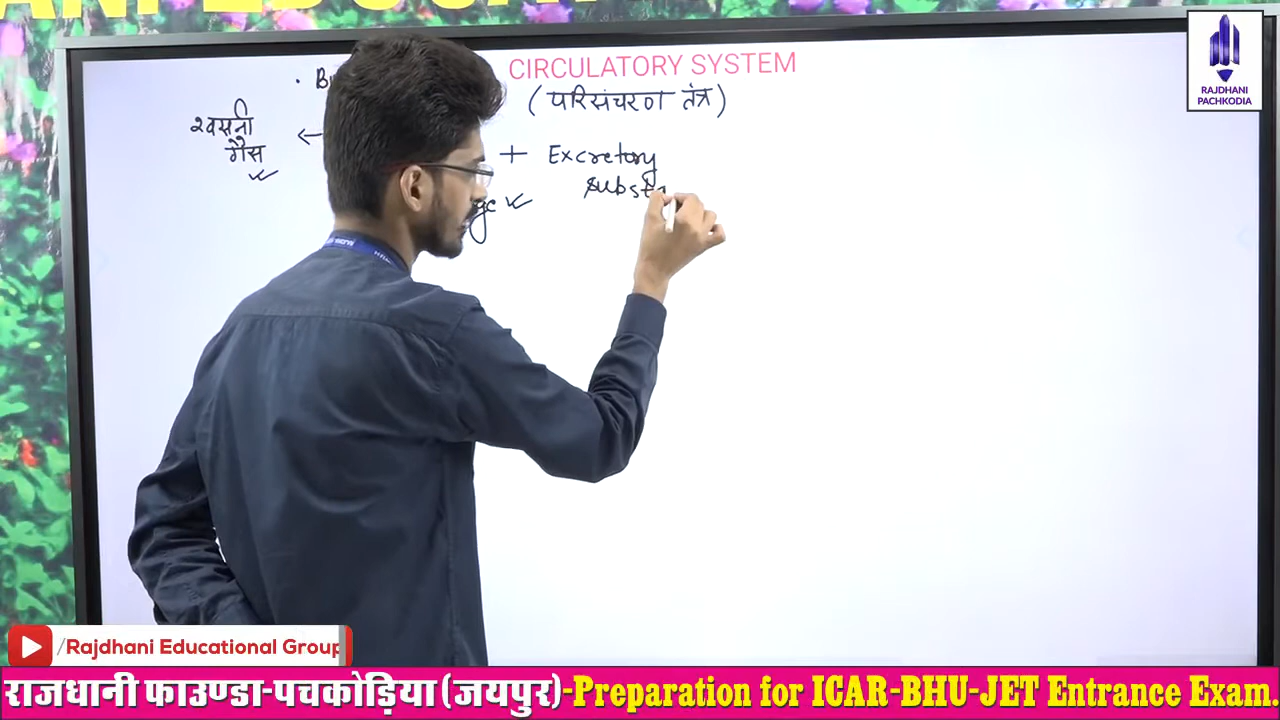 CIRCULATORY SYSTEM
(परिसंचरण तंत्र)
श्वसनी
गैस
←
+ Excretory
substa
RAJDHANI
PACHKODIA
/Rajdhani Educational Group
राजधानी फाउण्डा-पचकोड़िया (जयपुर)-Preparation for ICAR-BHU-JET Entrance Exam.